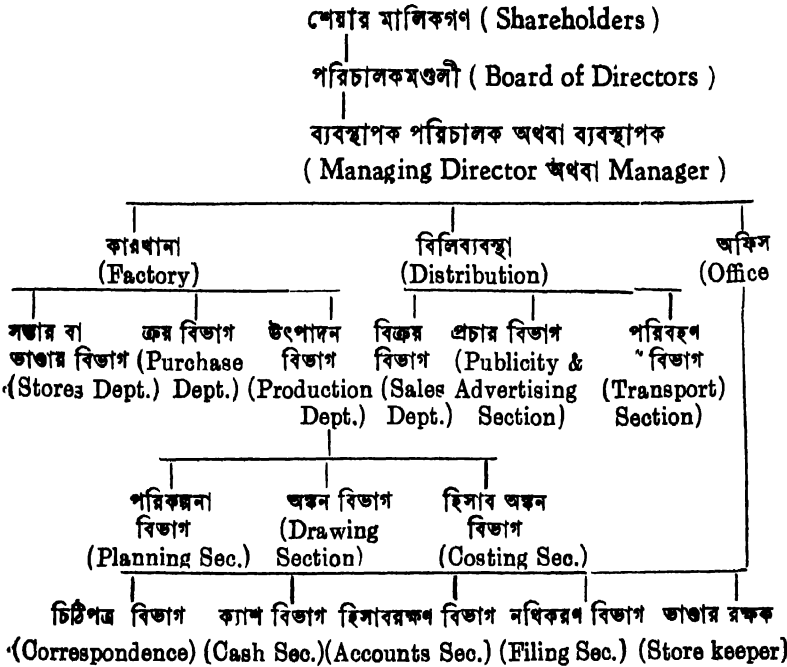 শেয়ার মালিকগণ ( Shareholders )
পরিচালকমণ্ডলী ( Board of Directors )
ব্যবস্থাপক পরিচালক অথবা ব্যবস্থাপক
( Managing Director অথবা Manager )
কারখানা বিলিব্যবস্থা অফিস
(Factory) (Distribution) (Office
সম্ভার বা ক্রয় বিভাগ উৎপাদন বিক্রয় প্রচার বিভাগ পরিবহণ
ভাণ্ডার বিভাগ (Purchase বিভাগ বিভাগ (Publicity & বিভাগ
(Stores Dept.) Dept.) (Production (Sales Advertising (Transport)
Dept.) Dept.) Section) Section)
পরিকল্পনা অঙ্কন বিভাগ হিসাব অঙ্কন
বিভাগ (Drawing বিভাগ
(Planning Sec.) Section) (Costing Sec.)
চিঠিপত্র বিভাগ ক্যাশ বিভাগ হিসাবরক্ষণ বিভাগ নথিকরণ বিভাগ ভাণ্ডার রক্ষক
(Correspondence) (Cash Sec.)(Accounts Sec.) (Filing Sec.) (Store keeper)